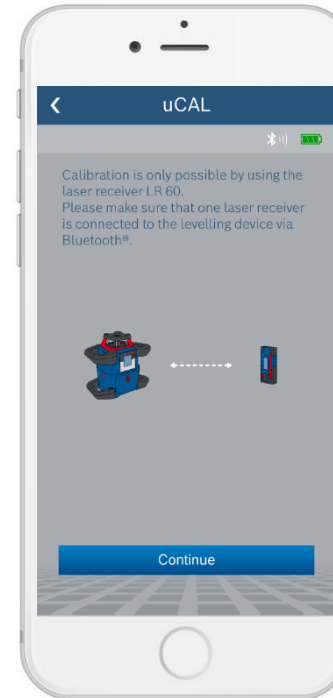 uCAL
Calibration is only possible by using the
laser receiver LR 60.
Please make sure that one laser receiver
is connected to the levelling device via
Bluetooth®.
Continue